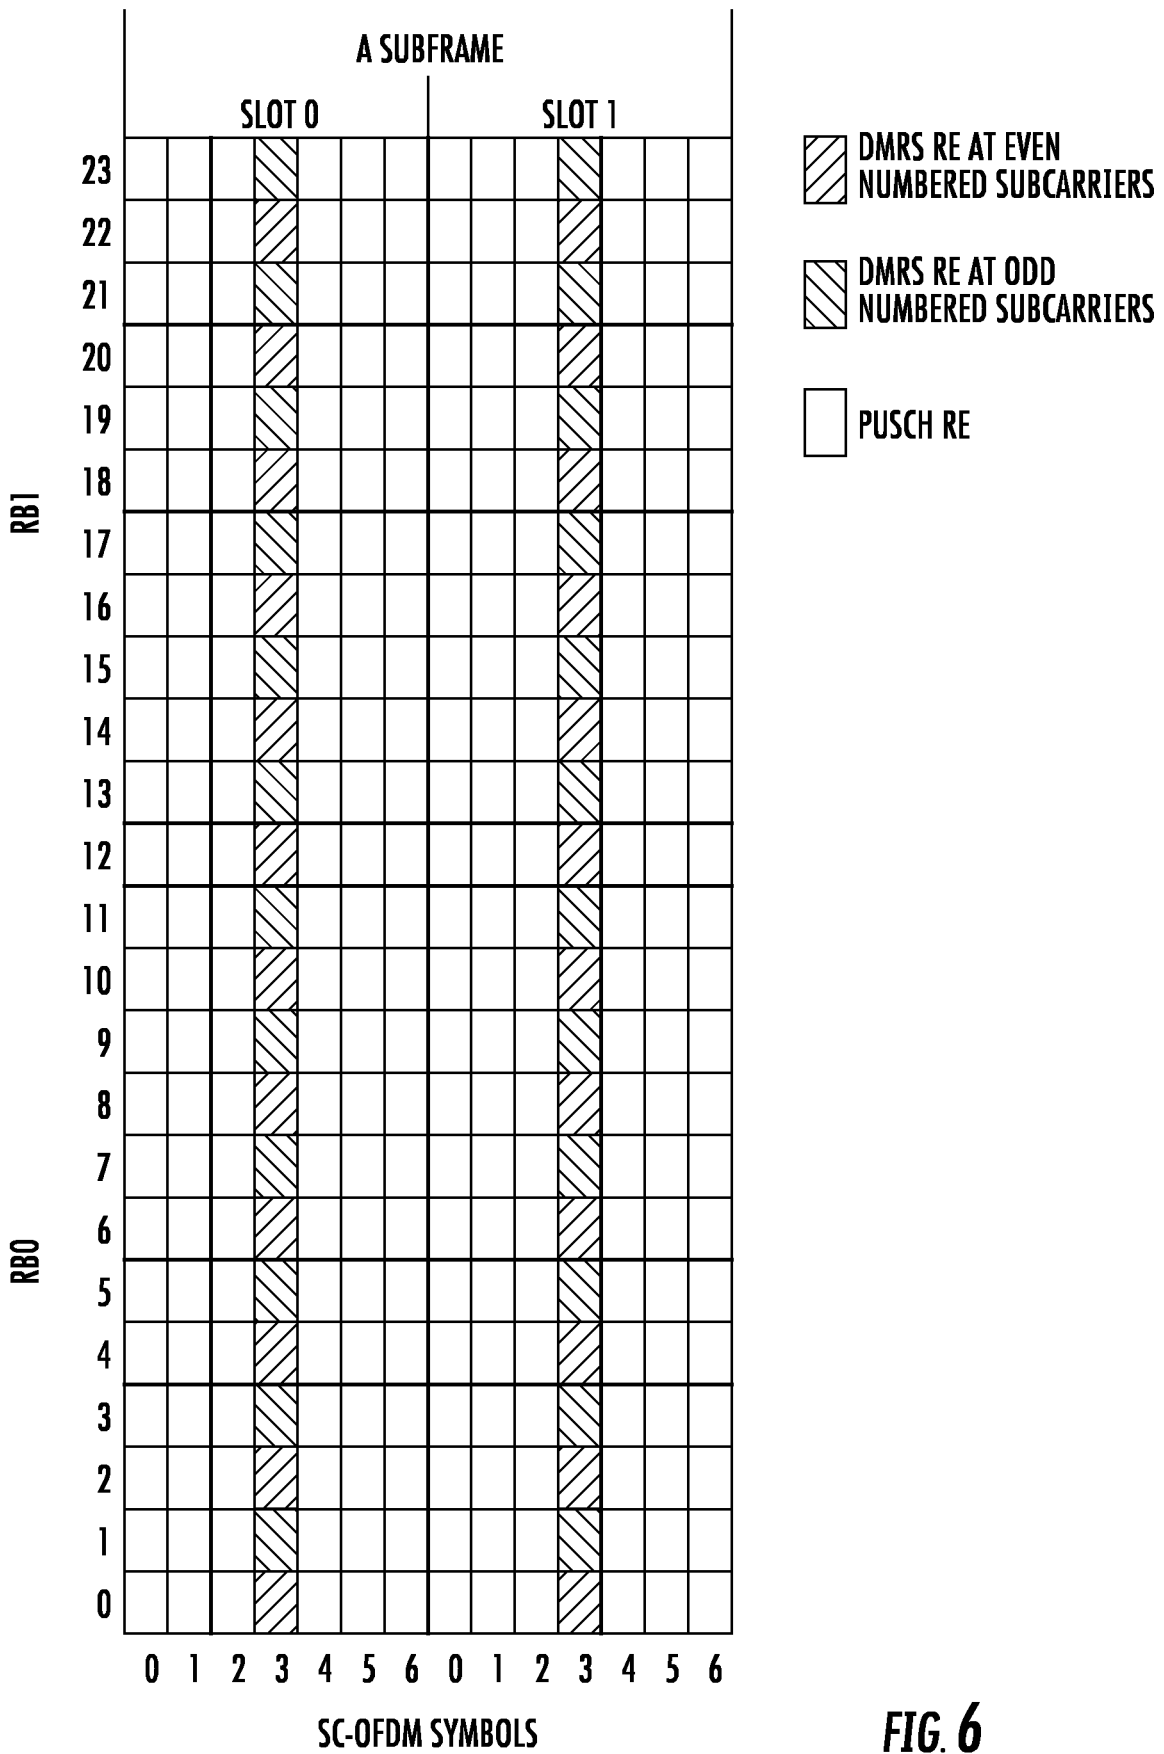 A SUBFRAME
SLOT 0
SLOT 1
DMRS RE AT EVEN
NUMBERED SUBCARRIERS
DMRS RE AT ODD
NUMBERED SUBCARRIERS
PUSCH RE
RB1
RB0
23
22
21
20
19
18
17
16
15
14
13
12
11
10
9
8
7
6
5
4
3
2
1
0
0 1 2 3 4 5 6 0 1 2 3 4 5 6
SC-OFDM SYMBOLS
FIG. 6